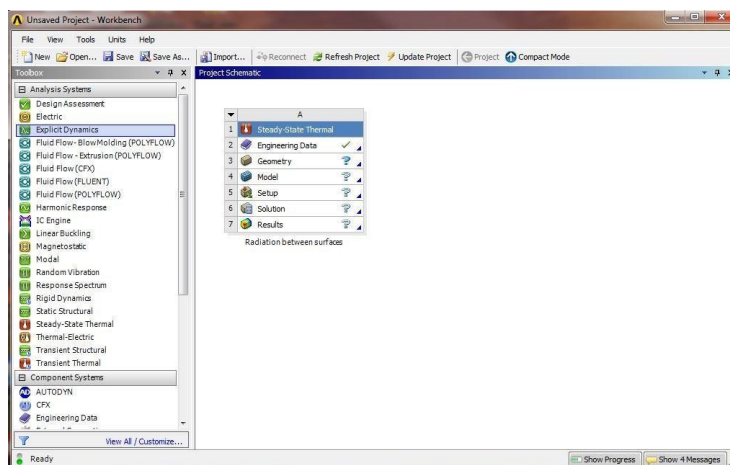 Unsaved Project - Workbench
File View Tools Units Help
New Open... Save Save As... Import... Reconnect Refresh Project Update Project Project Compact Mode
Toolbox
Project Schematic
Analysis Systems
Design Assessment
Electric
Explicit Dynamics
Fluid Flow- BlowMolding (POLYFLOW)
Fluid Flow - Extrusion (POLYFLOW)
Fluid Flow (CFX)
Fluid Flow (FLUENT)
Fluid Flow (POLYFLOW)
Harmonic Response
IC Engine
Linear Buckling
Magnetostatic
Modal
Random Vibration
Response Spectrum
Rigid Dynamics
Static Structural
Steady-State Thermal
Thermal-Electric
Transient Structural
Transient Thermal
Component Systems
AUTODYN
CFX
Engineering Data
View All / Customize...
A
1 Steady-State Thermal
2 Engineering Data
3 Geometry ?
4 Model ?
5 Setup ?
6 Solution ?
7 Results ?
Radiation between surfaces
Ready
Show Progress Show 4 Messages